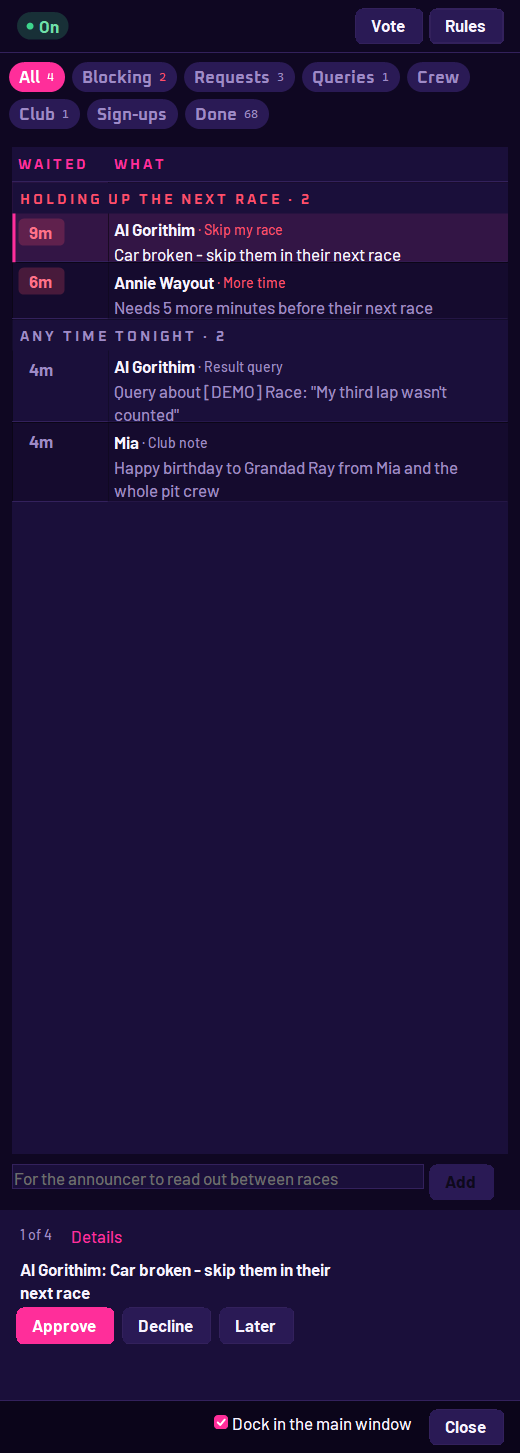 On
Vote
Rules
All 4
Blocking 2
Requests 3
Queries 1
Crew
Club 1
Sign-ups
Done 68
WAITED WHAT
HOLDING UP THE NEXT RACE · 2
9m
Al Gorithim · Skip my race
Car broken - skip them in their next race
6m
Annie Wayout · More time
Needs 5 more minutes before their next race
ANY TIME TONIGHT · 2
4m
Al Gorithim · Result query
Query about [DEMO] Race: "My third lap wasn't
counted"
4m
Mia · Club note
Happy birthday to Grandad Ray from Mia and the
whole pit crew
For the announcer to read out between races
Add
1 of 4 Details
Al Gorithim: Car broken - skip them in their
next race
Approve
Decline
Later
Dock in the main window
Close